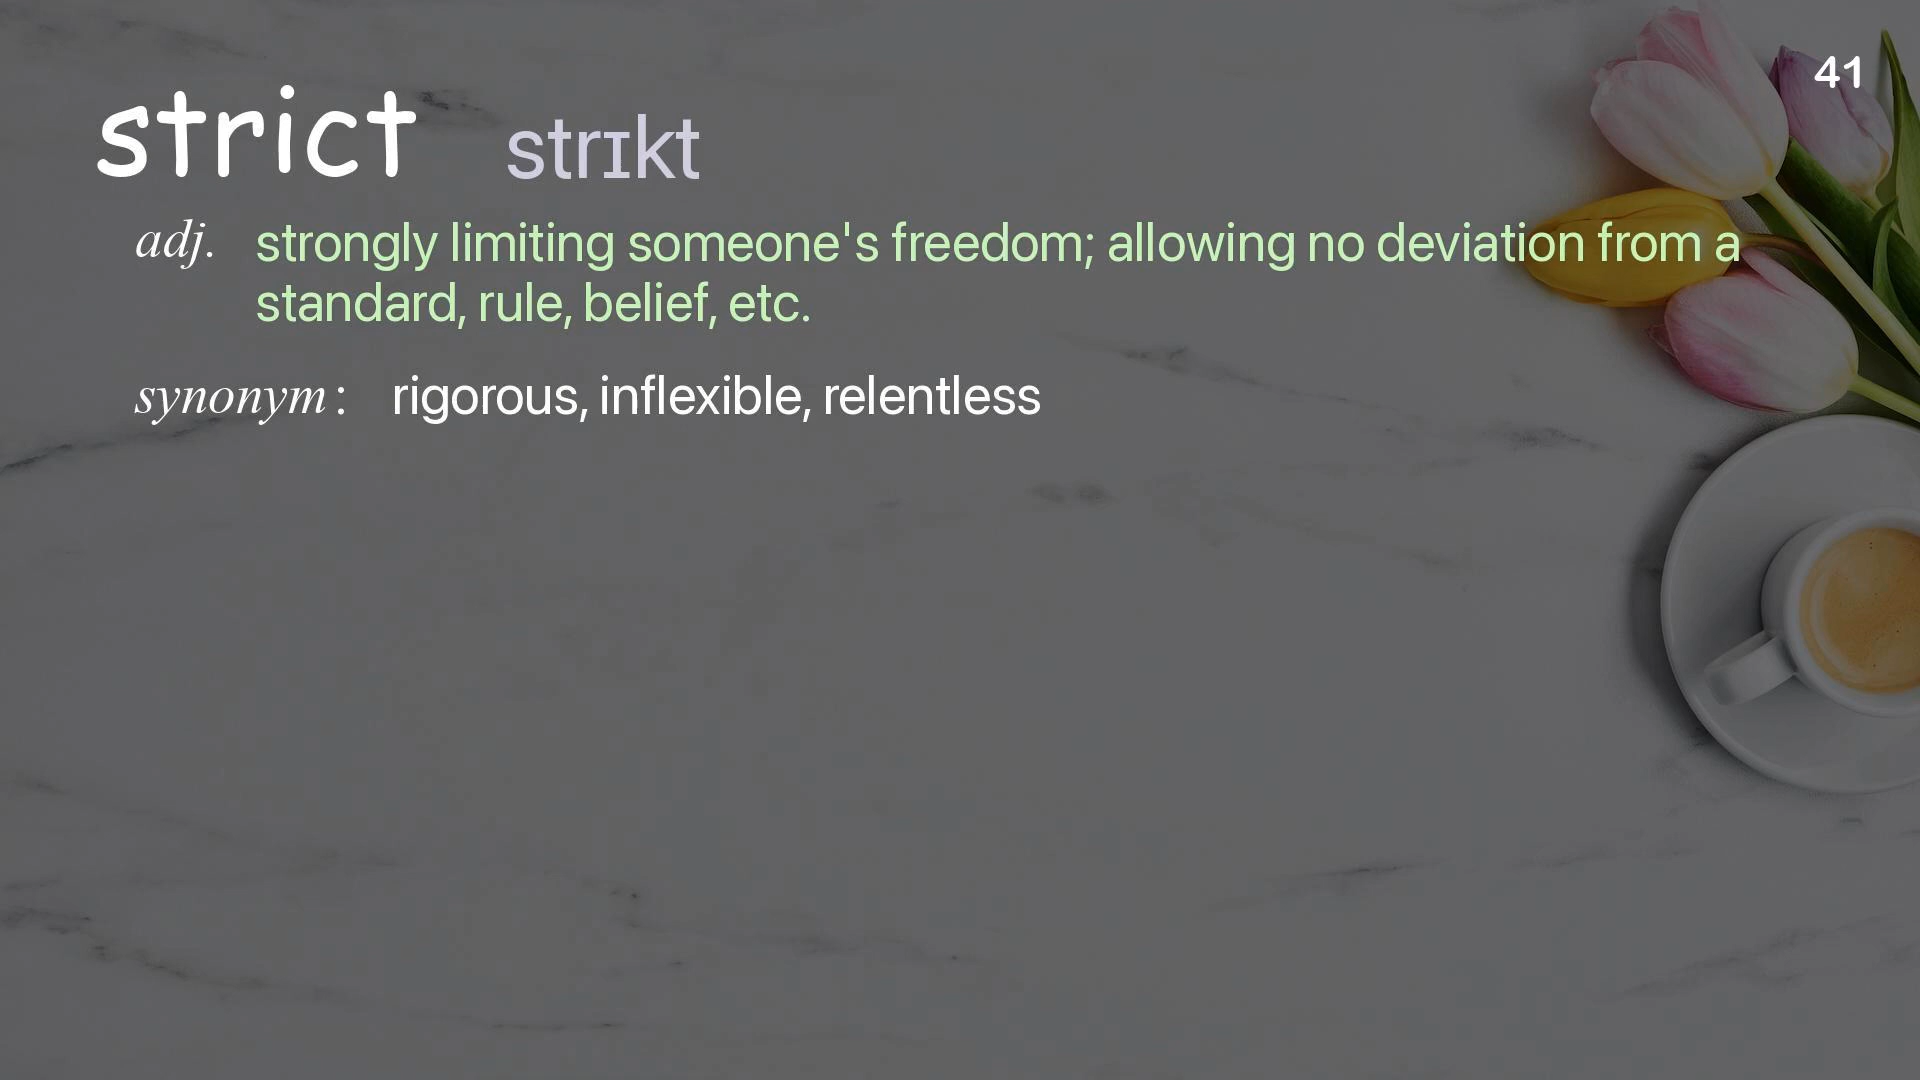 41
strict strɪkt
adj. strongly limiting someone's freedom; allowing no deviation from a
standard, rule, belief, etc.
synonym : rigorous, inflexible, relentless